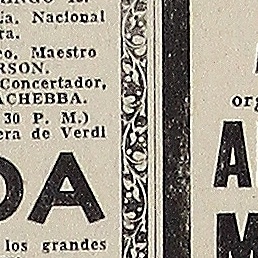 ía. Nacional
ra.
eo. Maestro
RSON.
Concertador,
ACHEBBA.
30 P. M.)
era de Verdi
DA
los grandes
org
A
M